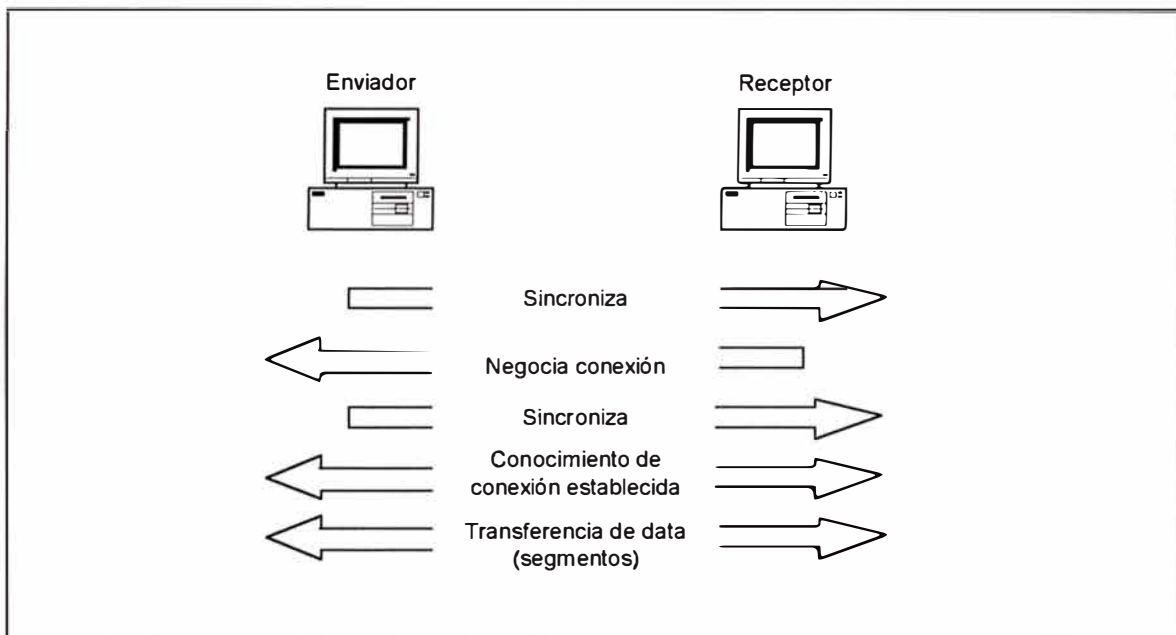 Enviador
Receptor
Sincroniza
Negocia conexión
Sincroniza
Conocimiento de
conexión establecida
Transferencia de data
(segmentos)